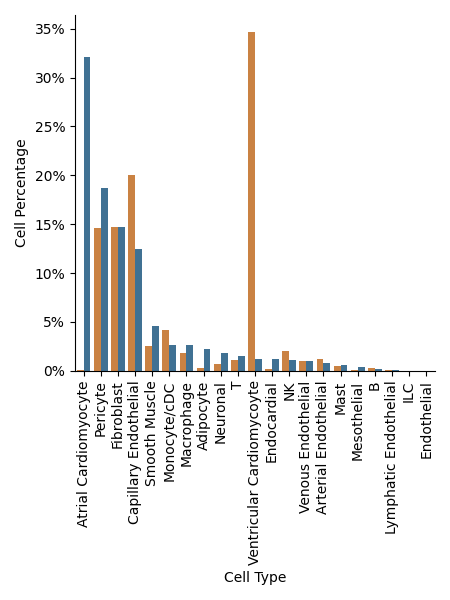 35%
30%
25%
20%
15%
10%
5%
0%
Cell Percentage
Atrial Cardiomyocyte
Pericyte
Fibroblast
Capillary Endothelial
Smooth Muscle
Monocyte/cDC
Macrophage
Adipocyte
Neuronal
T
Ventricular Cardiomycoyte
Endocardial
NK
Venous Endothelial
Arterial Endothelial
Mast
Mesothelial
B
Lymphatic Endothelial
ILC
Endothelial
Cell Type